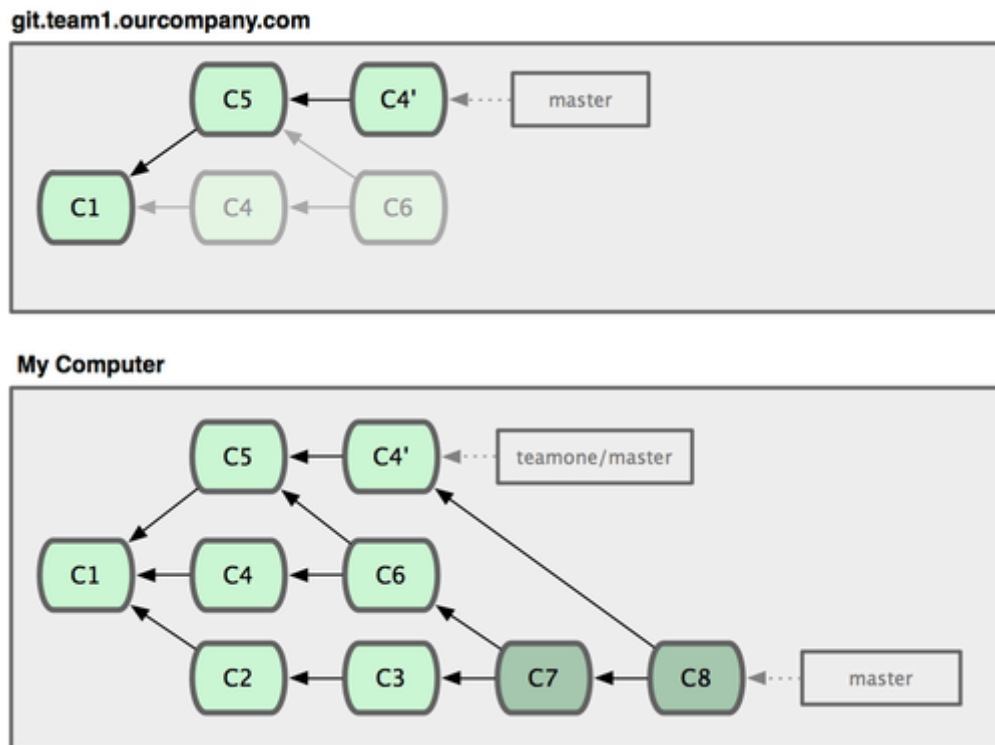 git.team1.ourcompany.com
C5 C4' master
C1 C4 C6
My Computer
C5 C4' teamone/master
C1 C4 C6
C2 C3 C7 C8 master